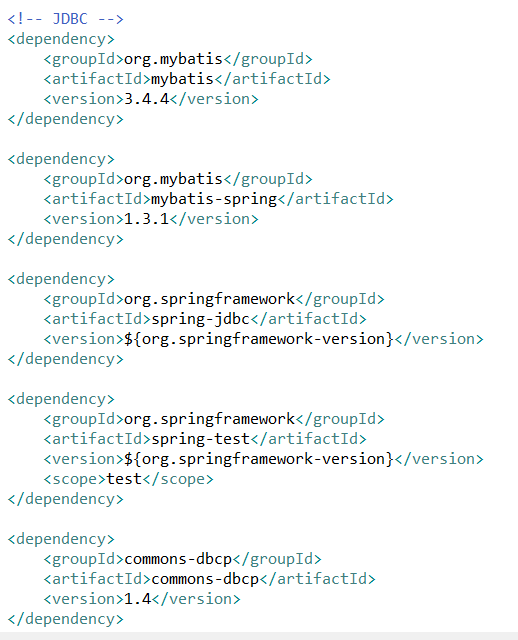 <!-- JDBC -->
<dependency>
    <groupId>org.mybatis</groupId>
    <artifactId>mybatis</artifactId>
    <version>3.4.4</version>
</dependency>

<dependency>
    <groupId>org.mybatis</groupId>
    <artifactId>mybatis-spring</artifactId>
    <version>1.3.1</version>
</dependency>

<dependency>
    <groupId>org.springframework</groupId>
    <artifactId>spring-jdbc</artifactId>
    <version>${org.springframework-version}</version>
</dependency>

<dependency>
    <groupId>org.springframework</groupId>
    <artifactId>spring-test</artifactId>
    <version>${org.springframework-version}</version>
    <scope>test</scope>
</dependency>

<dependency>
    <groupId>commons-dbcp</groupId>
    <artifactId>commons-dbcp</artifactId>
    <version>1.4</version>
</dependency>